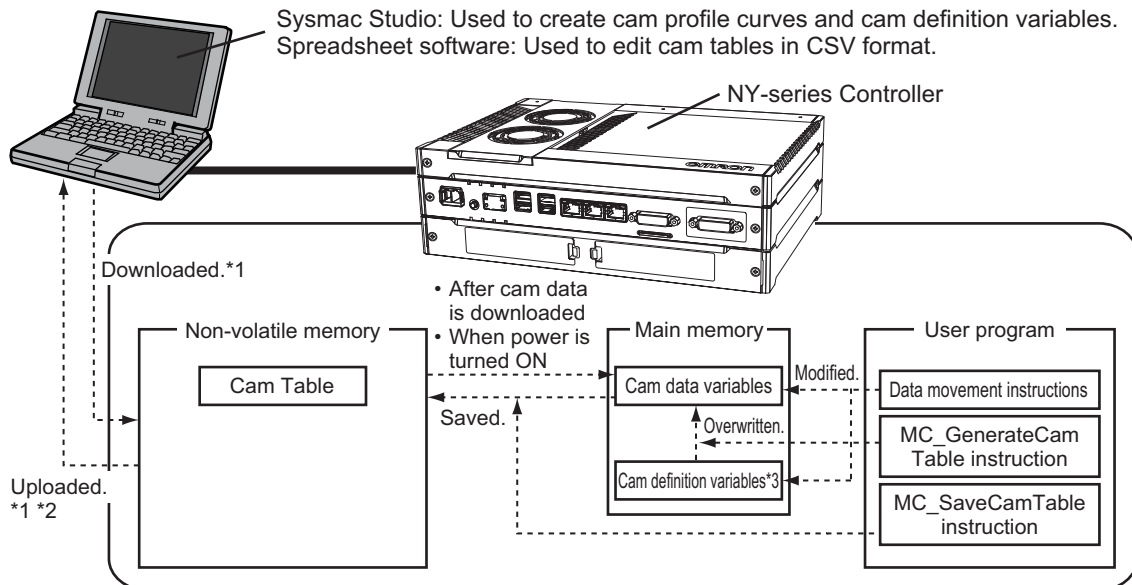 Sysmac Studio: Used to create cam profile curves and cam definition variables.
Spreadsheet software: Used to edit cam tables in CSV format.
NY-series Controller
OMRON
Downloaded.*1
• After cam data
is downloaded
• When power is
turned ON
Non-volatile memory
Cam Table
Main memory
Cam data variables
Saved.
Overwritten.
Cam definition variables*3
Modified.
User program
Data movement instructions
MC_GenerateCam
Table instruction
MC_SaveCamTable
instruction
Uploaded.
*1 *2